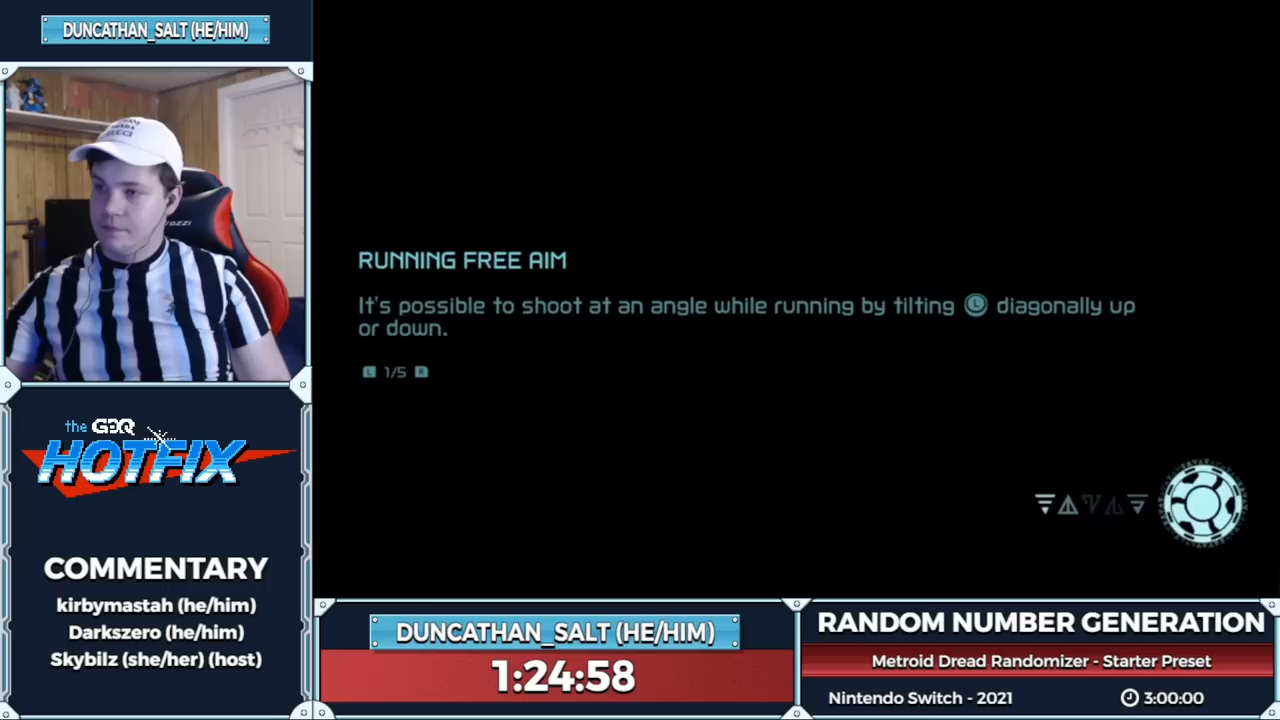 DUNCATHAN_SALT (HE/HIM)
RUNNING FREE AIM
It's possible to shoot at an angle while running by tilting L diagonally up
or down.
L 1/5 R
the GDQ
HOTFIX
COMMENTARY
kirbymastah (he/him)
Darkszero (he/him)
Skybilz (she/her) (host)
DUNCATHAN_SALT (HE/HIM)
1:24:58
RANDOM NUMBER GENERATION
Metroid Dread Randomizer - Starter Preset
Nintendo Switch - 2021
3:00:00